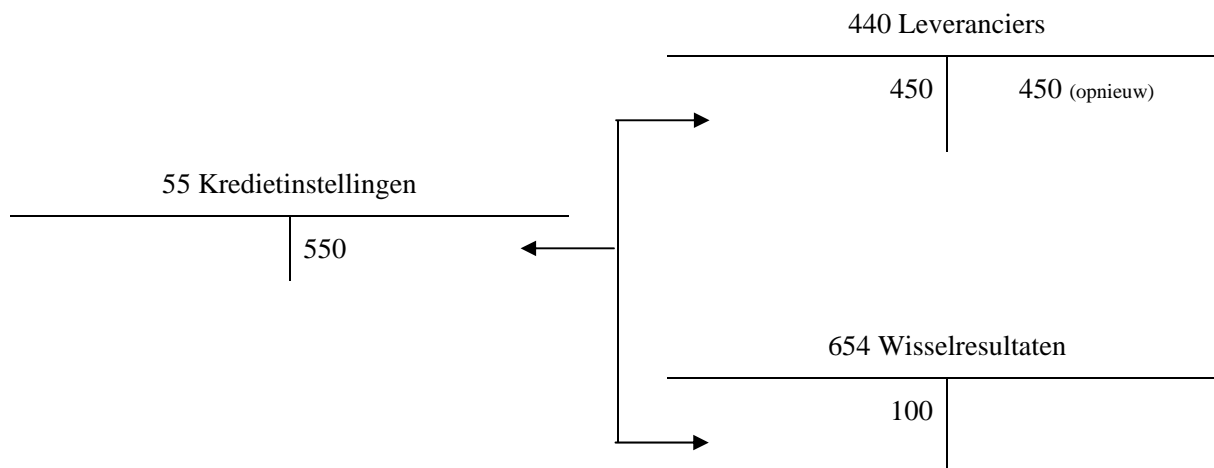 440 Leveranciers
450
450 (opnieuw)
55 Kredietinstellingen
550
654 Wisselresultaten
100